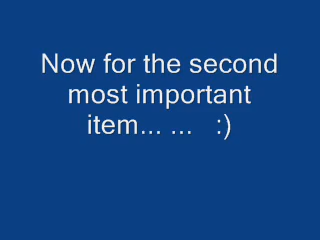 Now for the second
most important
item... ...   :)